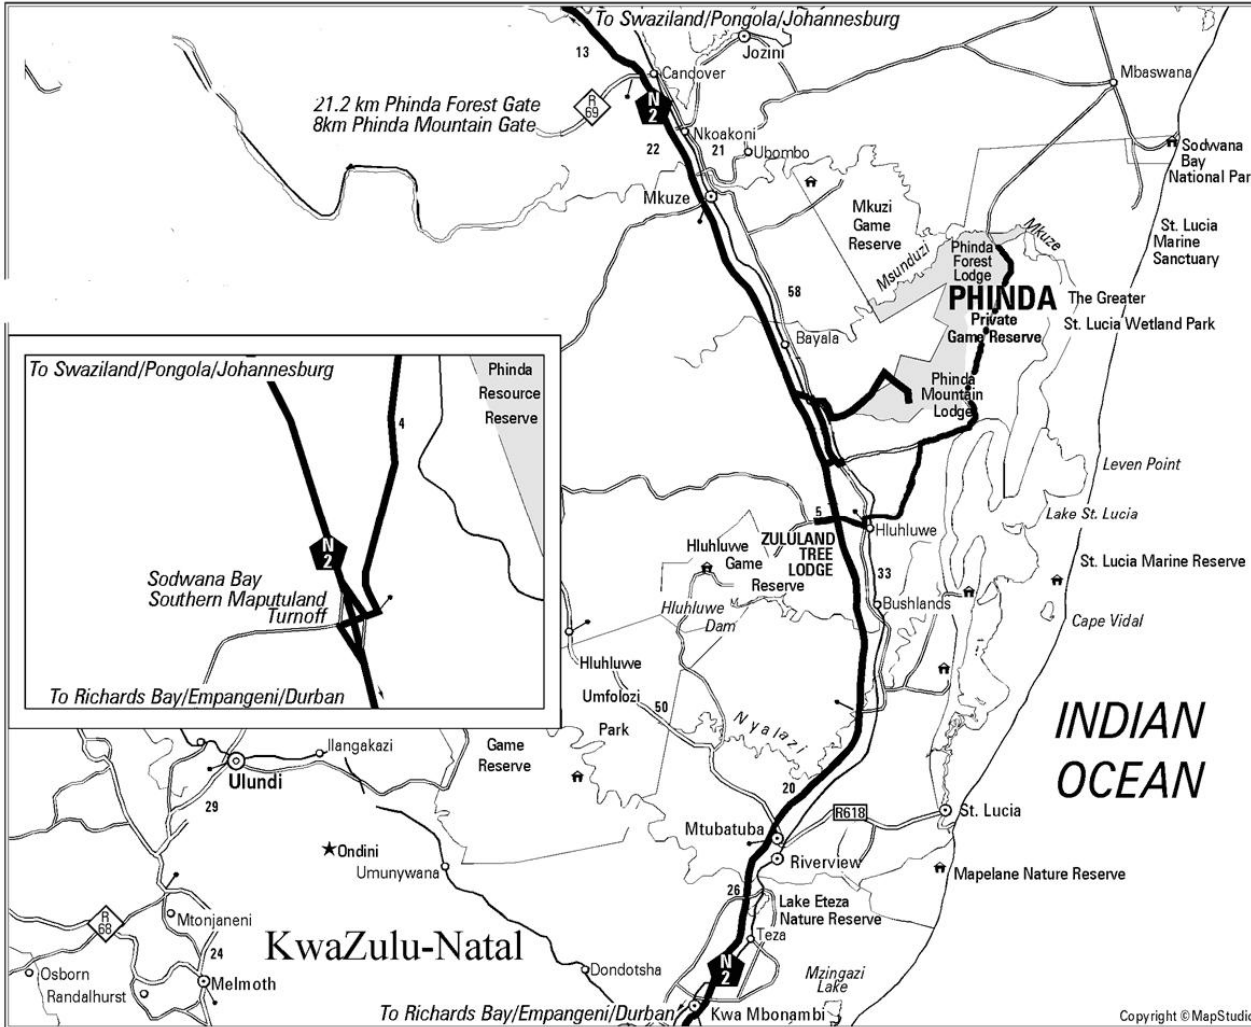 To Swaziland/Pongola/Johannesburg
13
Jozini
Candover
Mbaswana
21.2 km Phinda Forest Gate
8km Phinda Mountain Gate
R
69
N
2
Nkoakoni
22
21
Ubombo
Sodwana
Bay
National Par
Mkuze
Mkuzi
Game
Reserve
Msunduzi
Mkuze
St. Lucia
Marine
Sanctuary
Phinda
Forest
Lodge
58
PHINDA
Private
Game Reserve
The Greater
St. Lucia Wetland Park
Bayala
Phinda
Mountain
Lodge
To Swaziland/Pongola/Johannesburg
Phinda
Resource
Reserve
4
N
2
Sodwana Bay
Southern Maputuland
Turnoff
To Richards Bay/Empangeni/Durban
Leven Point
Lake St. Lucia
5
Hluhluwe
ZULULAND
TREE
LODGE
Hluhluwe
Game
Reserve
St. Lucia Marine Reserve
33
Bushlands
Hluhluwe
Dam
Cape Vidal
Hluhluwe
Umfolozi
Park
50
Nyalazi
Game
Reserve
INDIAN
OCEAN
Ilangakazi
Ulundi
29
20
R618
St. Lucia
Mtubatuba
Riverview
Ondini
Umunywana
Mapelane Nature Reserve
26
Lake Eteza
Nature Reserve
R
68
Mtonjaneni
24
KwaZulu-Natal
Teza
N
2
Osborn
Randalhurst
Melmoth
Dondotsha
Mzingazi
Lake
To Richards Bay/Empangeni/Durban
Kwa Mbonambi
Copyright © MapStudio